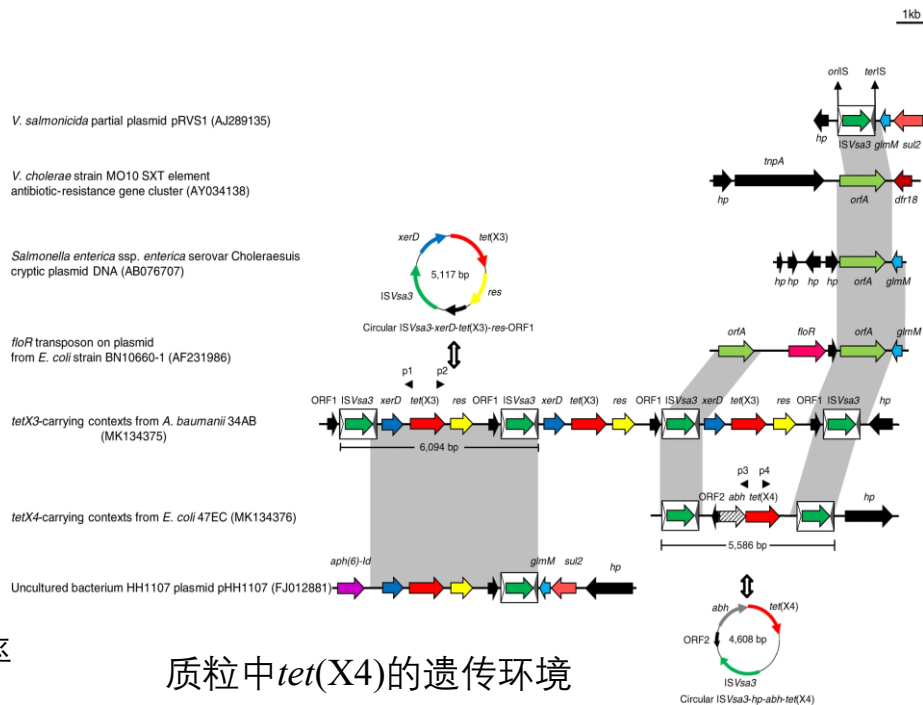 1kb
oriIS
terIS
V. salmonicida partial plasmid pRVS1 (AJ289135)
hp
ISVsa3
glmM
sul2
tnpA
V. cholerae strain MO10 SXT element
antibiotic-resistance gene cluster (AY034138)
hp
orfA
dfr18
xerD
tet(X3)
Salmonella enterica ssp. enterica serovar Choleraesuis
cryptic plasmid DNA (AB076707)
5,117 bp
ISVsa3
res
hp hp hp hp
orfA
glmM
Circular ISVsa3-xerD-tet(X3)-res-ORF1
floR transposon on plasmid
from E. coli strain BN10660-1 (AF231986)
orfA
floR
orfA
glmM
p1 p2
ORF1 ISVsa3 xerD tet(X3) res ORF1 ISVsa3 xerD tet(X3) res ORF1 ISVsa3 xerD tet(X3) res ORF1 ISVsa3 hp
tetX3-carrying contexts from A. baumanii 34AB
(MK134375)
6,094 bp
p3 p4
ORF2 abh tet(X4)
tetX4-carrying contexts from E. coli 47EC (MK134376)
hp
5,586 bp
aph(6)-Id
glmM sul2 hp
Uncultured bacterium HH1107 plasmid pHH1107 (FJ012881)
abh
tet(X4)
ORF2
4,608 bp
ISVsa3
Circular ISVsa3-hp-abh-tet(X4)
率
质粒中tet(X4)的遗传环境